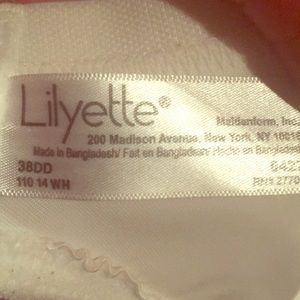 Lilyette®
Maidenform, Inc.
200 Madison Avenue, New York, NY 10016
Made in Bangladesh/ Fait en Bangladesh/ Hecho en Bangladesh
38DD
110 14 WH